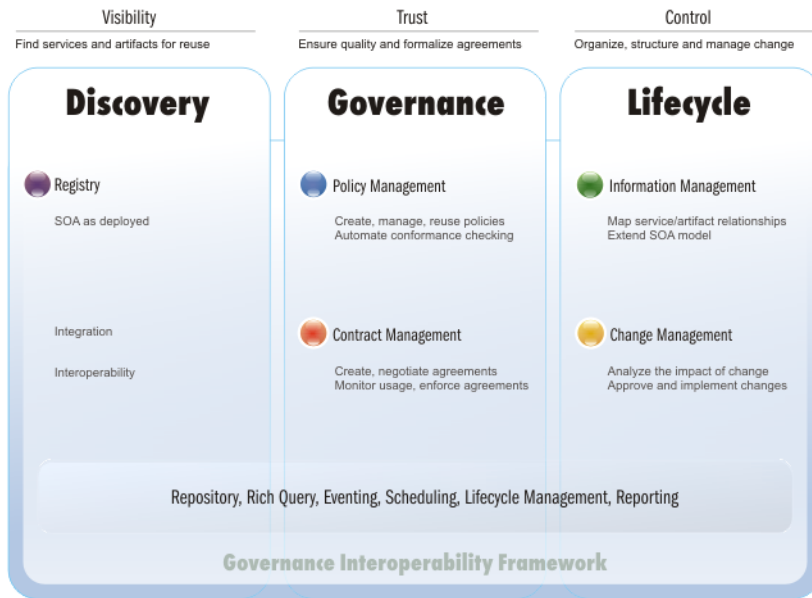 Visibility
Find services and artifacts for reuse
Trust
Ensure quality and formalize agreements
Control
Organize, structure and manage change
Discovery
Registry
SOA as deployed
Integration
Interoperability
Governance
Policy Management
Create, manage, reuse policies
Automate conformance checking
Contract Management
Create, negotiate agreements
Monitor usage, enforce agreements
Lifecycle
Information Management
Map service/artifact relationships
Extend SOA model
Change Management
Analyze the impact of change
Approve and implement changes
Repository, Rich Query, Eventing, Scheduling, Lifecycle Management, Reporting
Governance Interoperability Framework